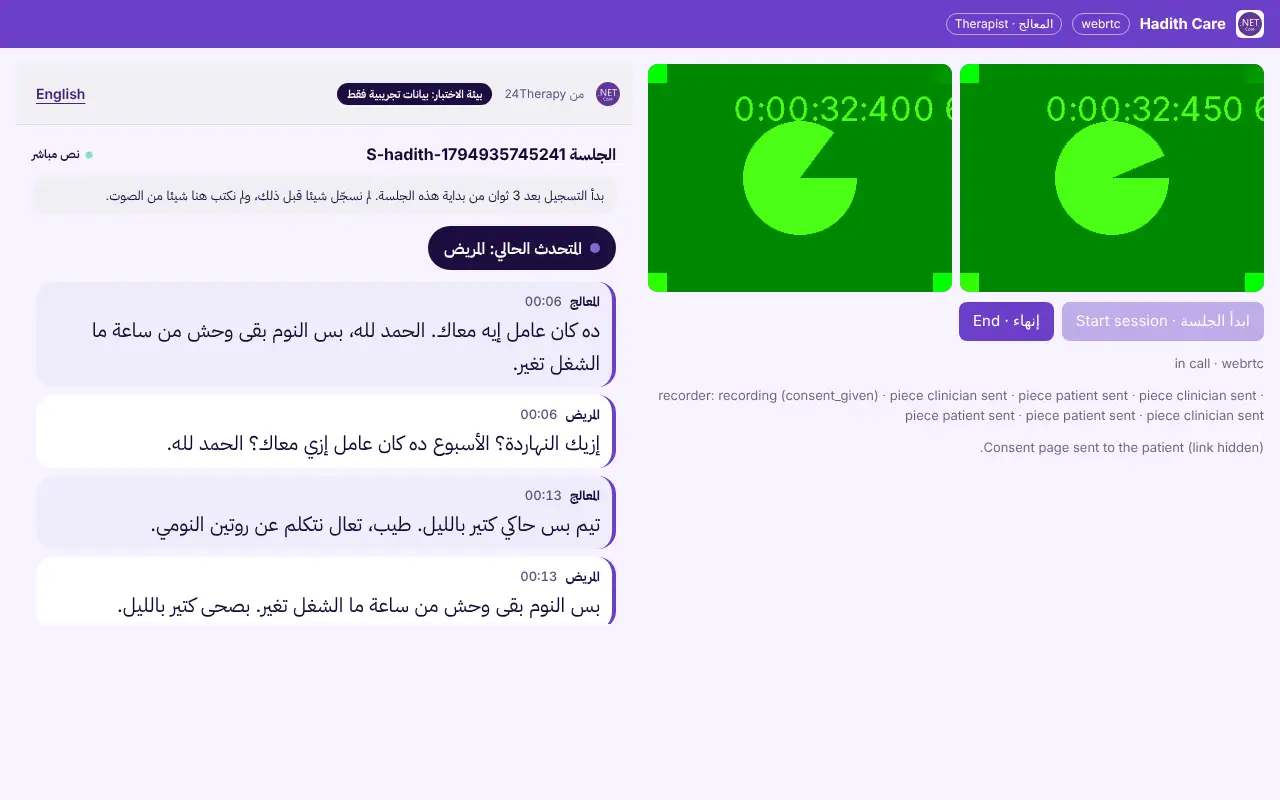 .NET
Com
Hadith Care
webrtc
Therapist · المعالج
0:00:32:450 6
0:00:32:400 6
ابدأ الجلسة · Start session
إنهاء · End
in call · webrtc
recorder: recording (consent_given) · piece clinician sent · piece patient sent · piece clinician sent ·
piece patient sent · piece patient sent · piece clinician sent
Consent page sent to the patient (link hidden).
.NET
Com
من 24Therapy
بيئة الاختبار: بيانات تجريبية فقط
English
الجلسة S-hadith-1794935745241
نص مباشر
بدأ التسجيل بعد 3 ثوان من بداية هذه الجلسة. لم نسجّل شيئا قبل ذلك، ولم نكتب هنا شيئا من الصوت.
المتحدث الحالي: المريض
المعالج 00:06
ده كان عامل إيه معاك. الحمد لله، بس النوم بقى وحش من ساعة ما
الشغل تغير.
المريض 00:06
إزيك النهاردة؟ الأسبوع ده كان عامل إزي معاك؟ الحمد لله.
المعالج 00:13
تيم بس حاكي كتير بالليل. طيب، تعال نتكلم عن روتين النومي.
المريض 00:13
بس النوم بقى وحش من ساعة ما الشغل تغير. بصحى كتير بالليل.